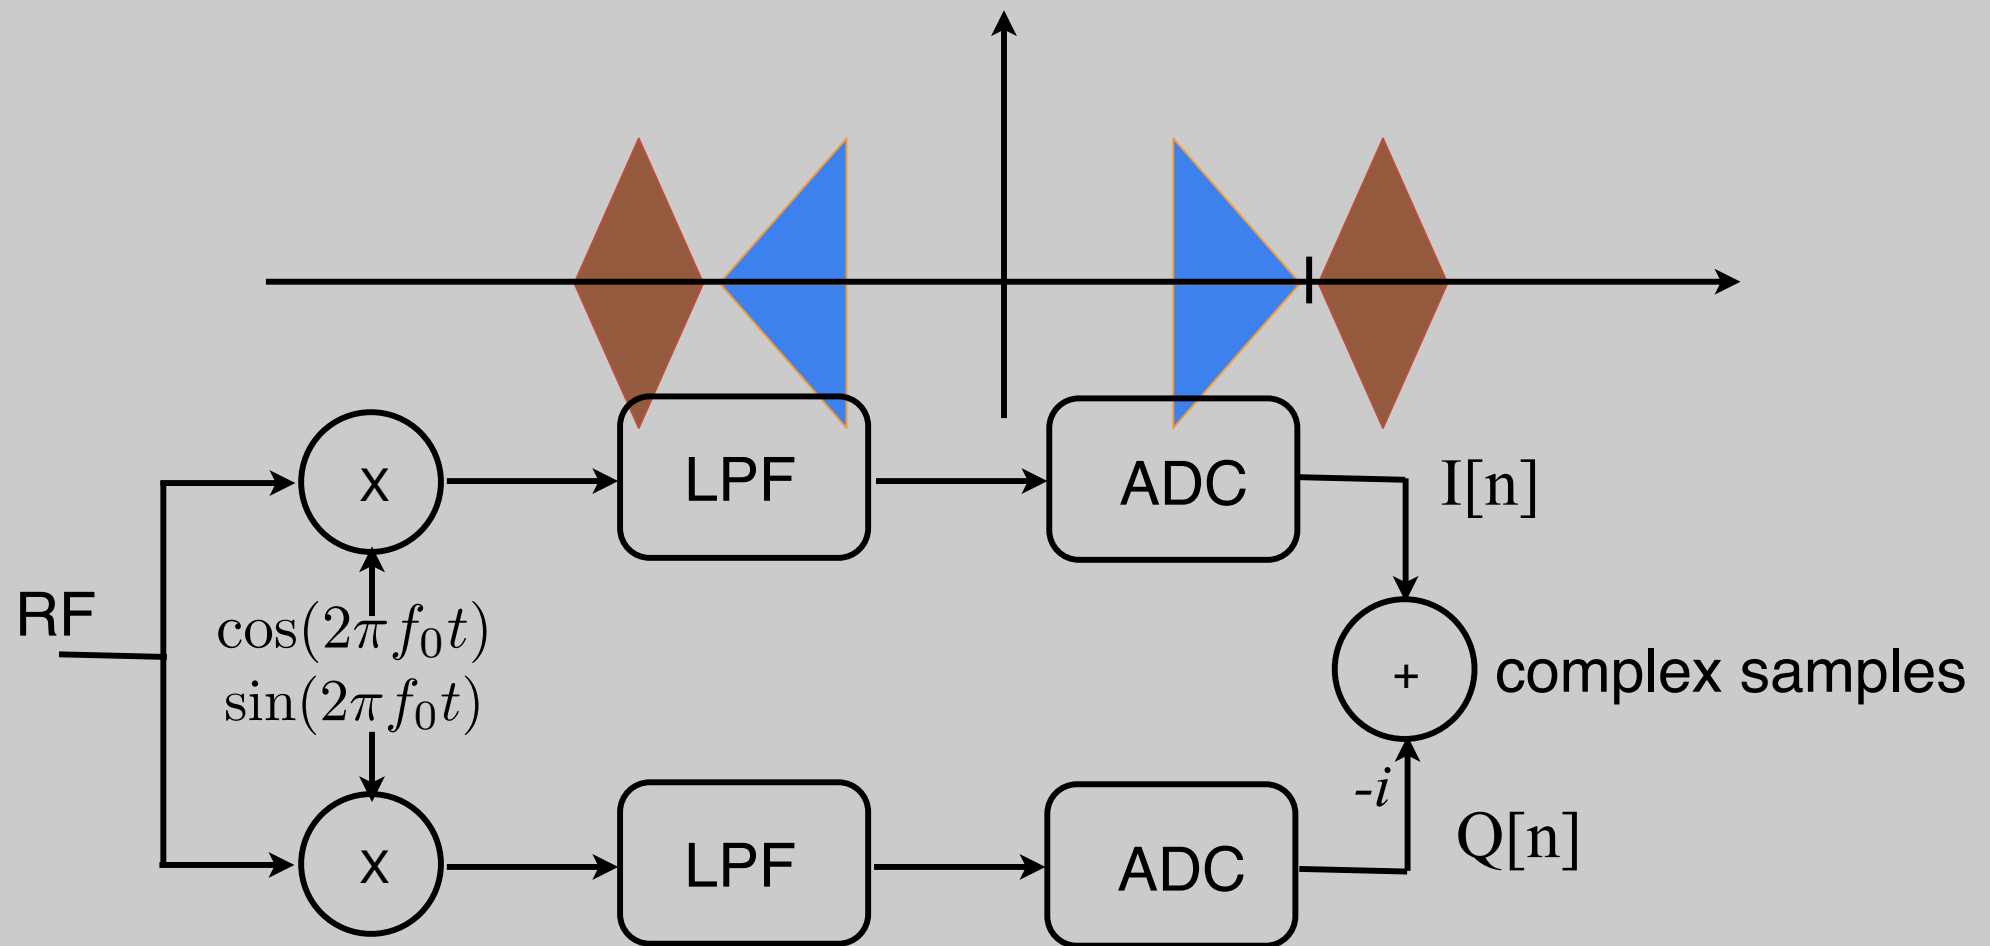 x
LPF
ADC
I[n]
RF
cos(2πf₀t)
sin(2πf₀t)
+
complex samples
-i
Q[n]
x
LPF
ADC